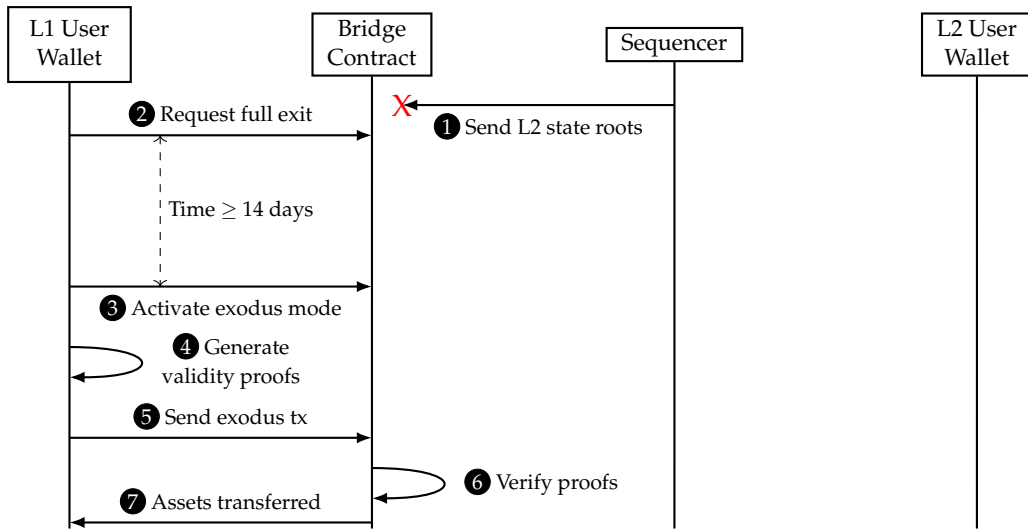 L1 User
Wallet
Bridge
Contract
Sequencer
L2 User
Wallet
X
1 Send L2 state roots
2 Request full exit
Time ≥ 14 days
3 Activate exodus mode
4 Generate
validity proofs
5 Send exodus tx
6 Verify proofs
7 Assets transferred